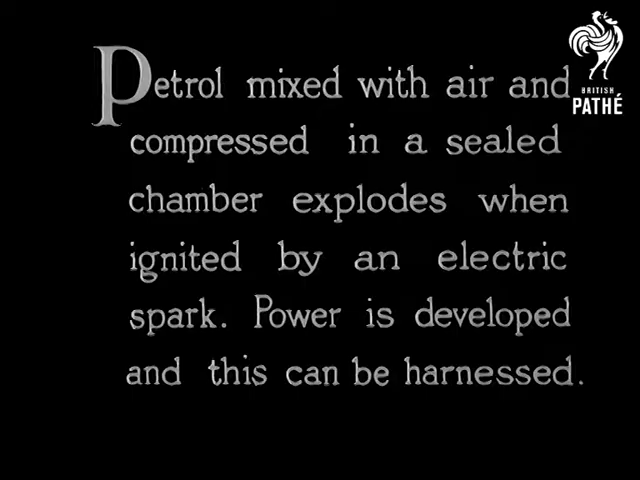 Petrol mixed with air and
compressed in a sealed
chamber explodes when
ignited by an electric
spark. Power is developed
and this can be harnessed.
BRITISH
PATHÉ